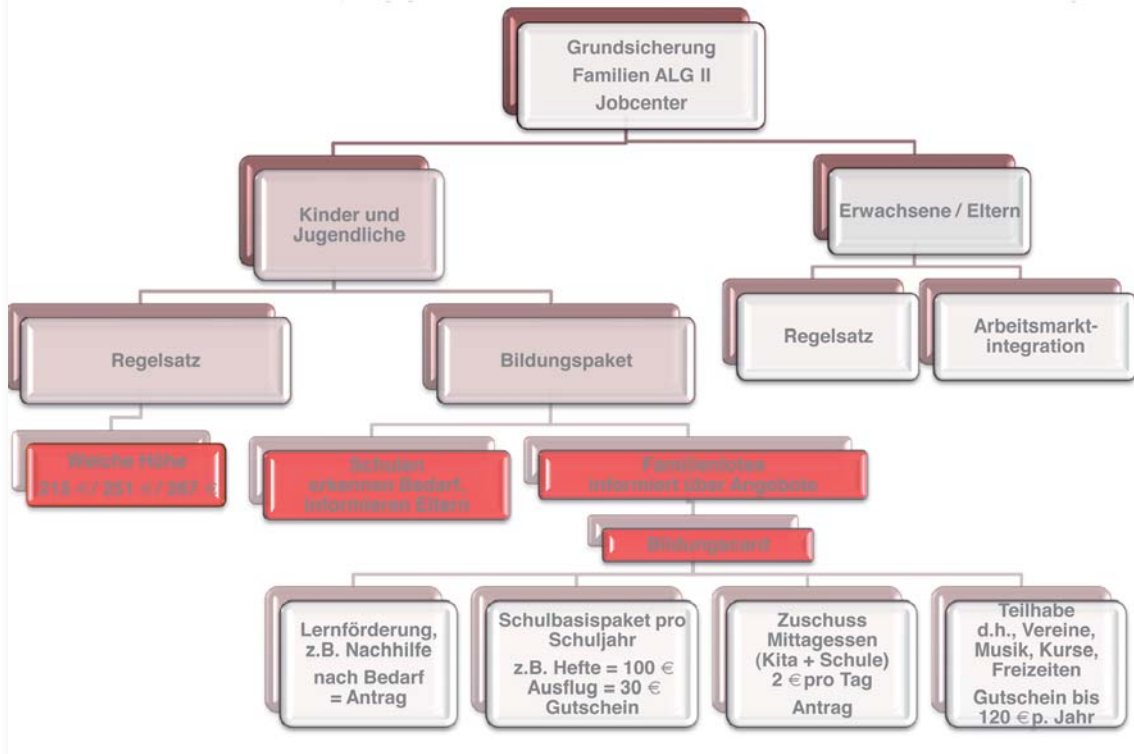 Grundsicherung
Familien ALG II
Jobcenter
Kinder und
Jugendliche
Erwachsene / Eltern
Regelsatz
Bildungspaket
Regelsatz
Arbeitsmarkt-
integration
Welche Höhe
215 €/ 251 €/ 287 €
Schulen
erkennen Bedarf,
informieren Eltern
Familienlotse
informiert über Angebote
Bildungscard
Lernförderung,
z.B. Nachhilfe
nach Bedarf
= Antrag
Schulbasispaket pro
Schuljahr
z.B. Hefte = 100 €
Ausflug = 30 €
Gutschein
Zuschuss
Mittagessen
(Kita + Schule)
2 € pro Tag
Antrag
Teilhabe
d.h., Vereine,
Musik, Kurse,
Freizeiten
Gutschein bis
120 € p. Jahr